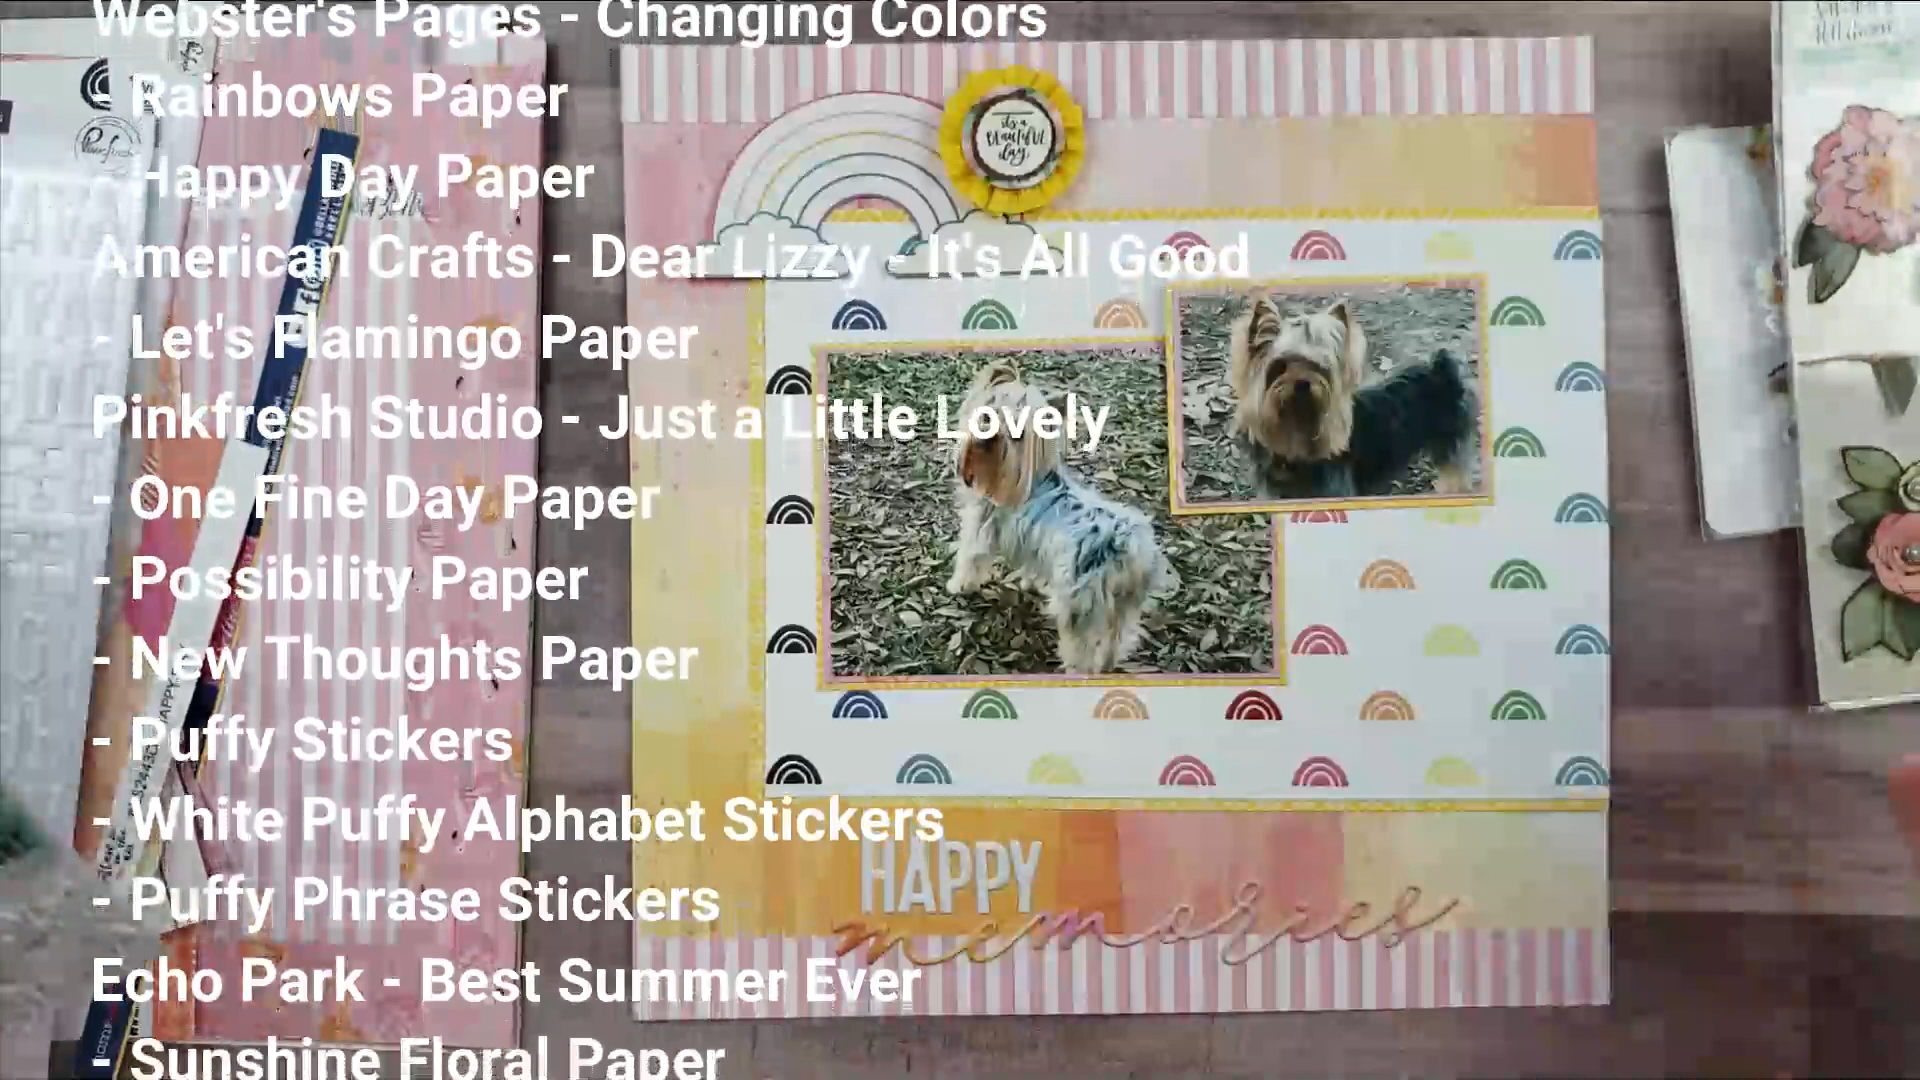 Webster's Pages - Changing Colors
- Rainbows Paper
- Happy Day Paper
American Crafts - Dear Lizzy - It's All Good
- Let's Flamingo Paper
Pinkfresh Studio - Just a Little Lovely
- One Fine Day Paper
- Possibility Paper
- New Thoughts Paper
- Puffy Stickers
- White Puffy Alphabet Stickers
- Puffy Phrase Stickers
Echo Park - Best Summer Ever
- Sunshine Floral Paper
it's a
BEAUTIFUL
day
HAPPY
memories